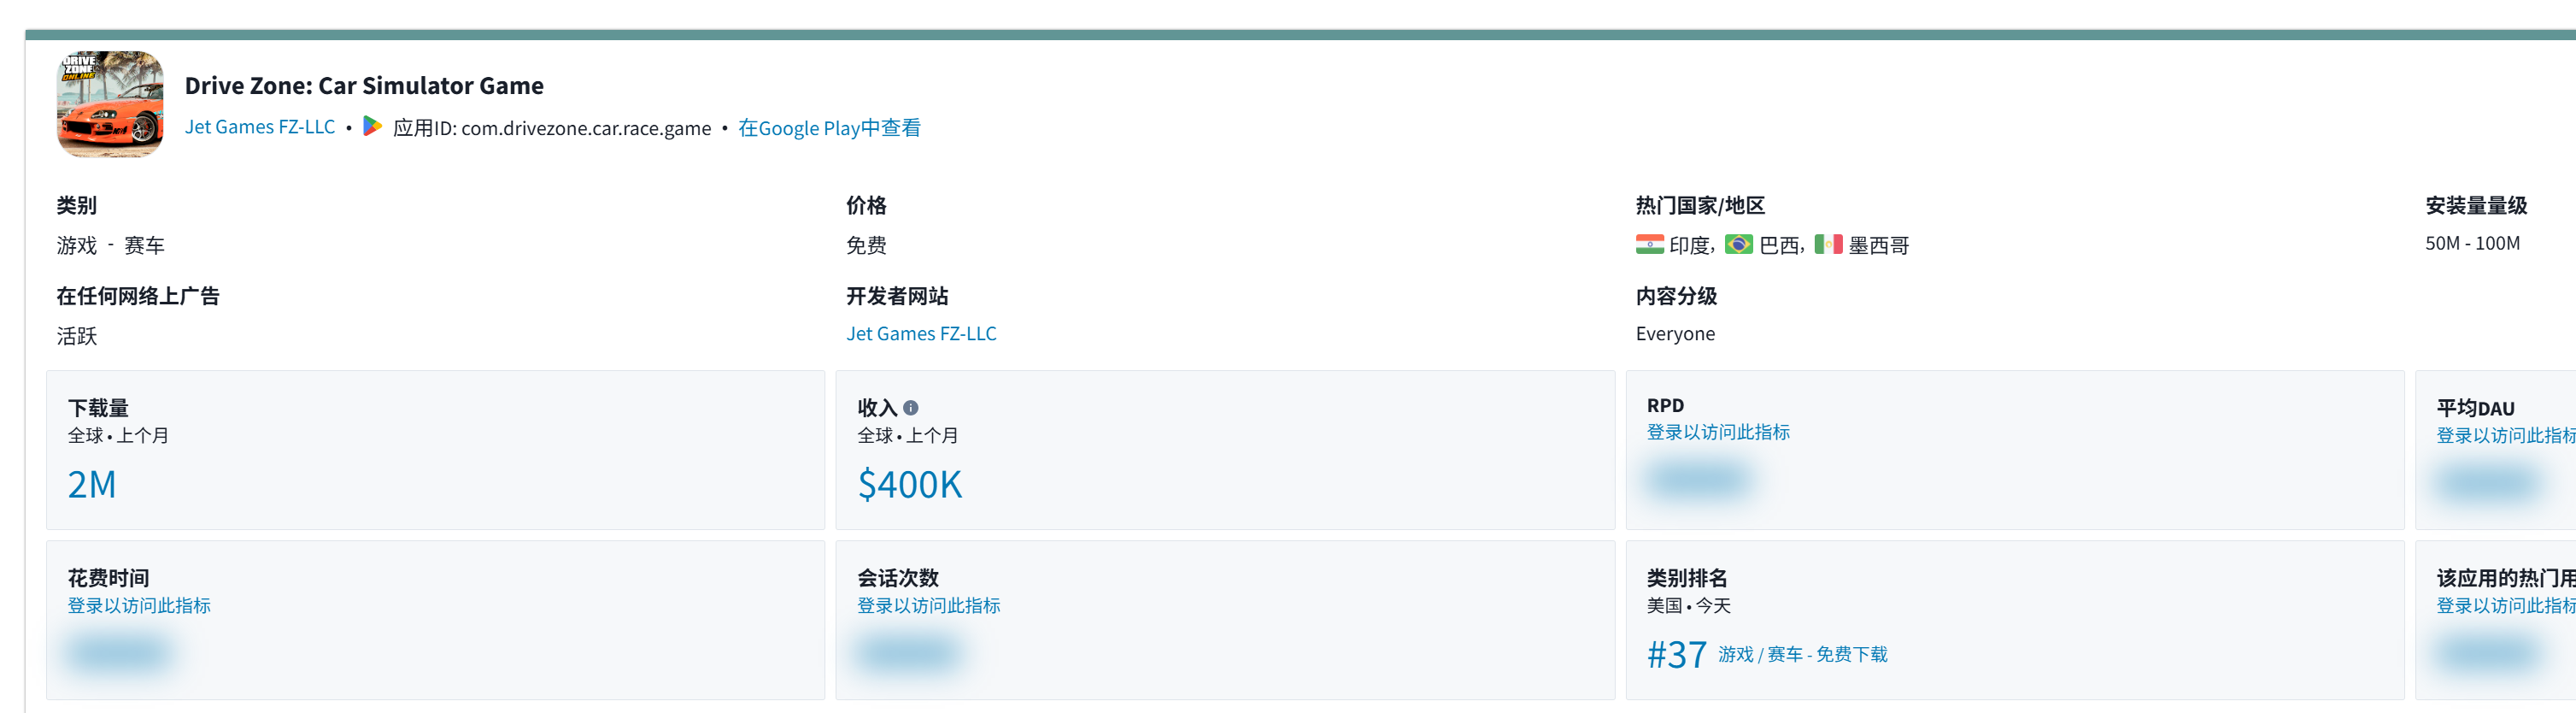 DRIVE
ZONE
ONLINE
Drive Zone: Car Simulator Game
Jet Games FZ-LLC • 应用ID: com.drivezone.car.race.game • 在Google Play中查看
类别
游戏 - 赛车
价格
免费
热门国家/地区
印度, 巴西, 墨西哥
安装量量级
50M - 100M
在任何网络上广告
活跃
开发者网站
Jet Games FZ-LLC
内容分级
Everyone
下载量
全球 • 上个月
2M
收入
全球 • 上个月
$400K
RPD
登录以访问此指标
平均DAU
登录以访问此指标
花费时间
登录以访问此指标
会话次数
登录以访问此指标
类别排名
美国 • 今天
#37 游戏 / 赛车 - 免费下载
该应用的热门用
登录以访问此指标